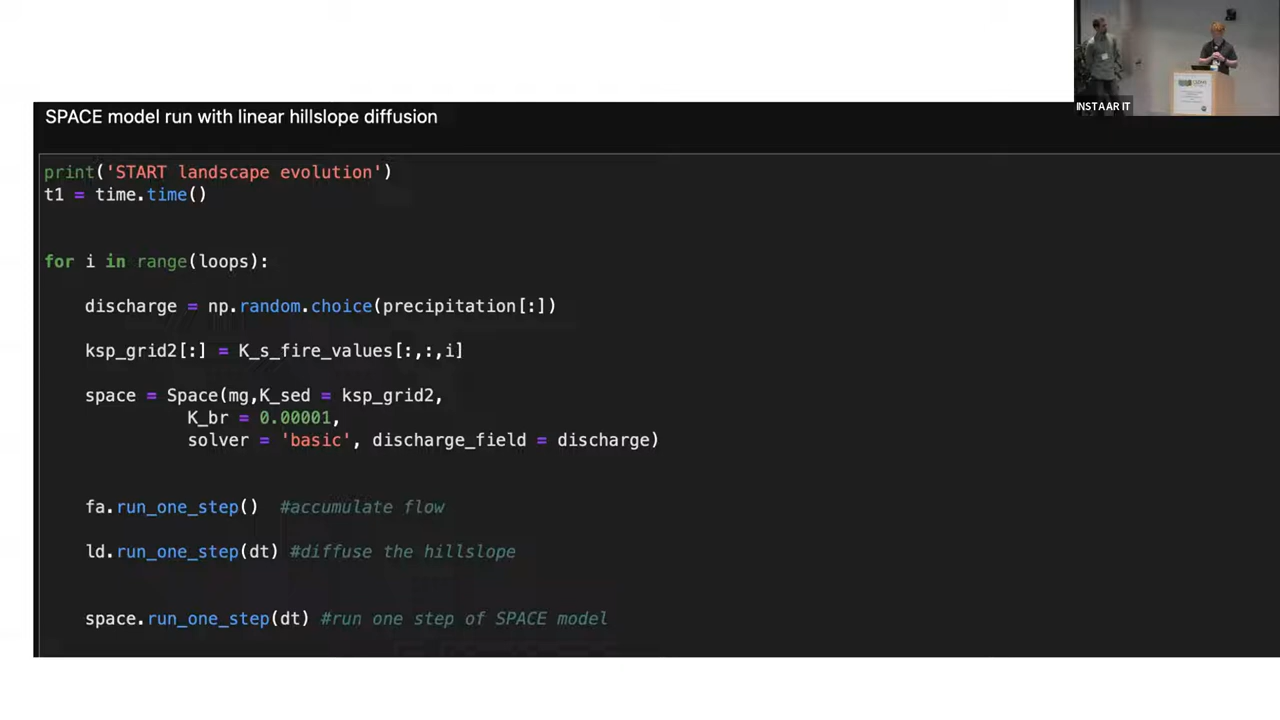 INSTAAR IT
SPACE model run with linear hillslope diffusion
print('START landscape evolution')
t1 = time.time()
for i in range(loops):
discharge = np.random.choice(precipitation[:])
ksp_grid2[:] = K_s_fire_values[:,:,i]
space = Space(mg,K_sed = ksp_grid2,
K_br = 0.00001,
solver = 'basic', discharge_field = discharge)
fa.run_one_step()  #accumulate flow
ld.run_one_step(dt) #diffuse the hillslope
space.run_one_step(dt) #run one step of SPACE model